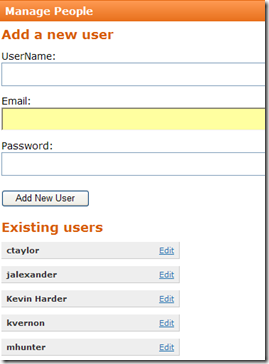 Manage People
Add a new user
UserName:
Email:
Password:
Add New User
Existing users
ctaylor Edit
jalexander Edit
Kevin Harder Edit
kvernon Edit
mhunter Edit